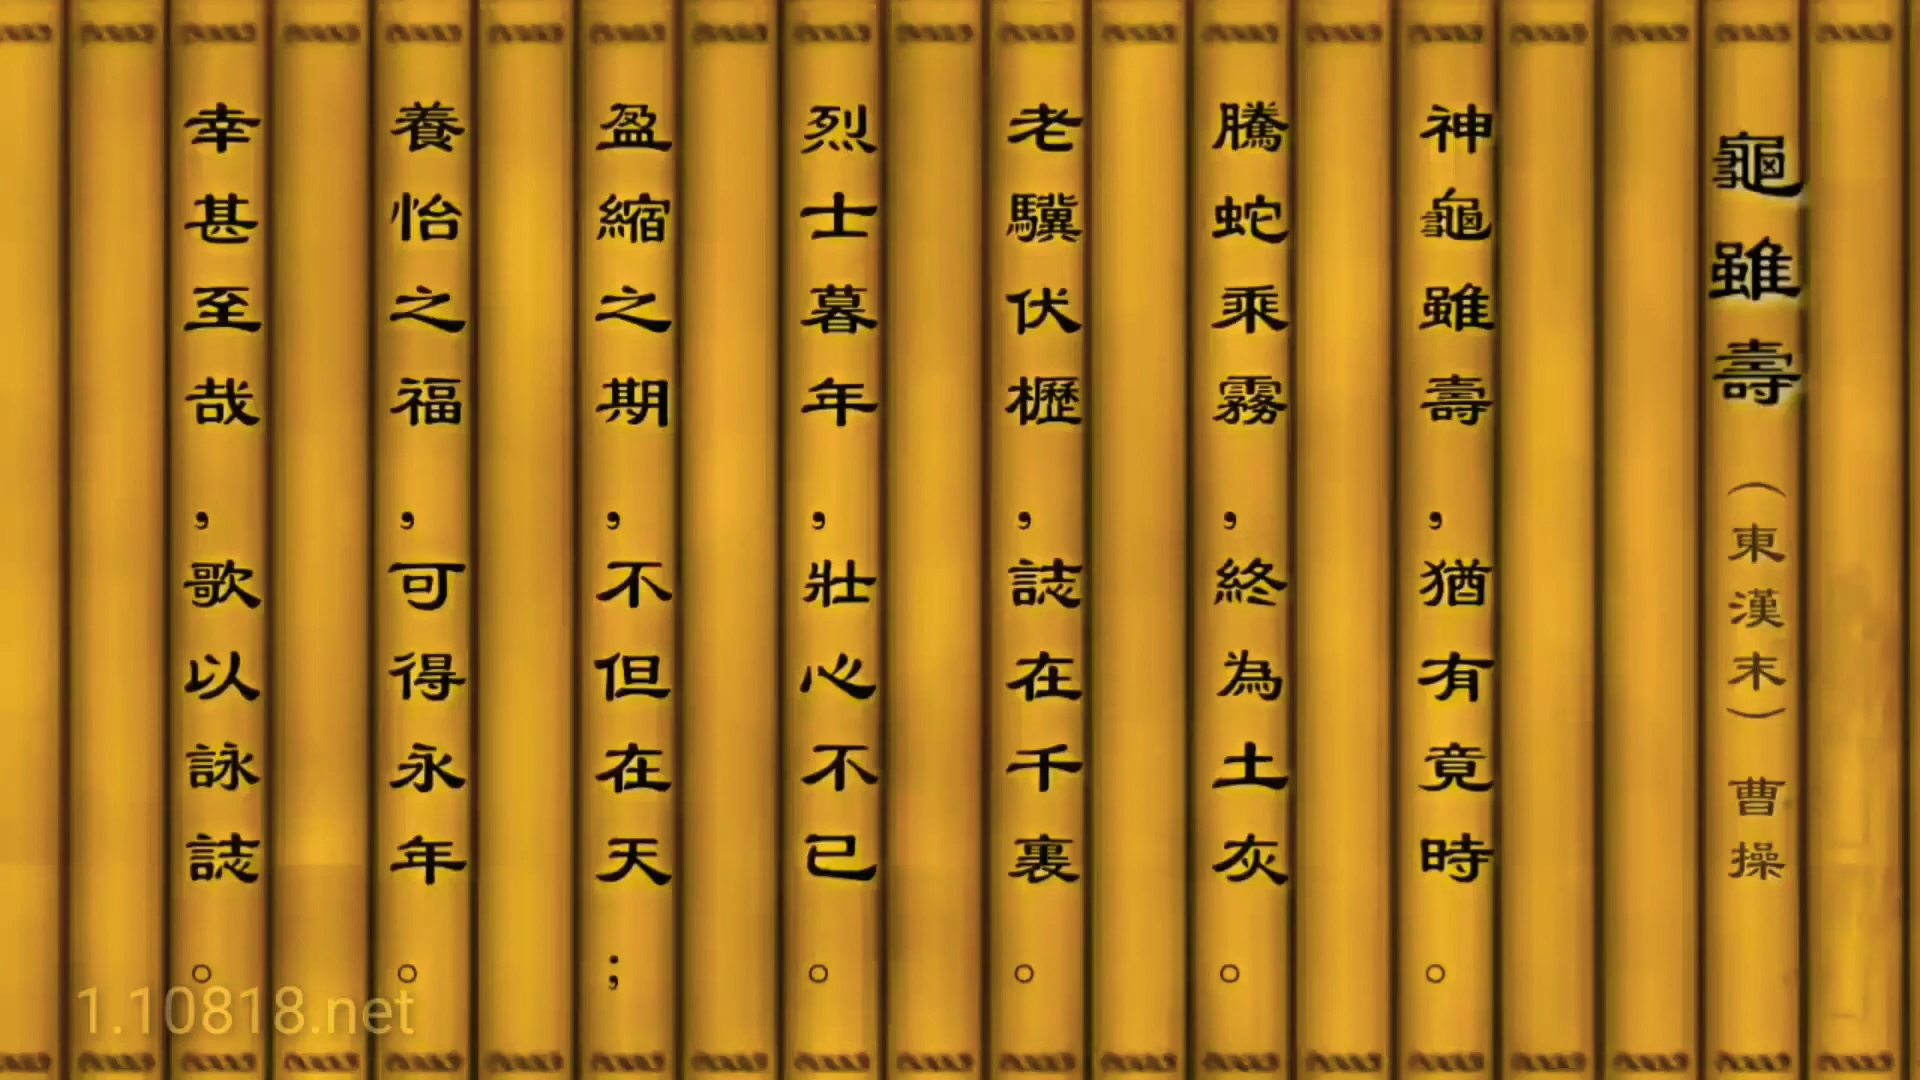 龜雖壽（東漢末）曹操
神龜雖壽，猶有竟時。
騰蛇乘霧，終為土灰。
老驥伏櫪，誌在千裏。
烈士暮年，壯心不已。
盈縮之期，不但在天；
養怡之福，可得永年。
幸甚至哉，歌以詠誌。
1.10818.net